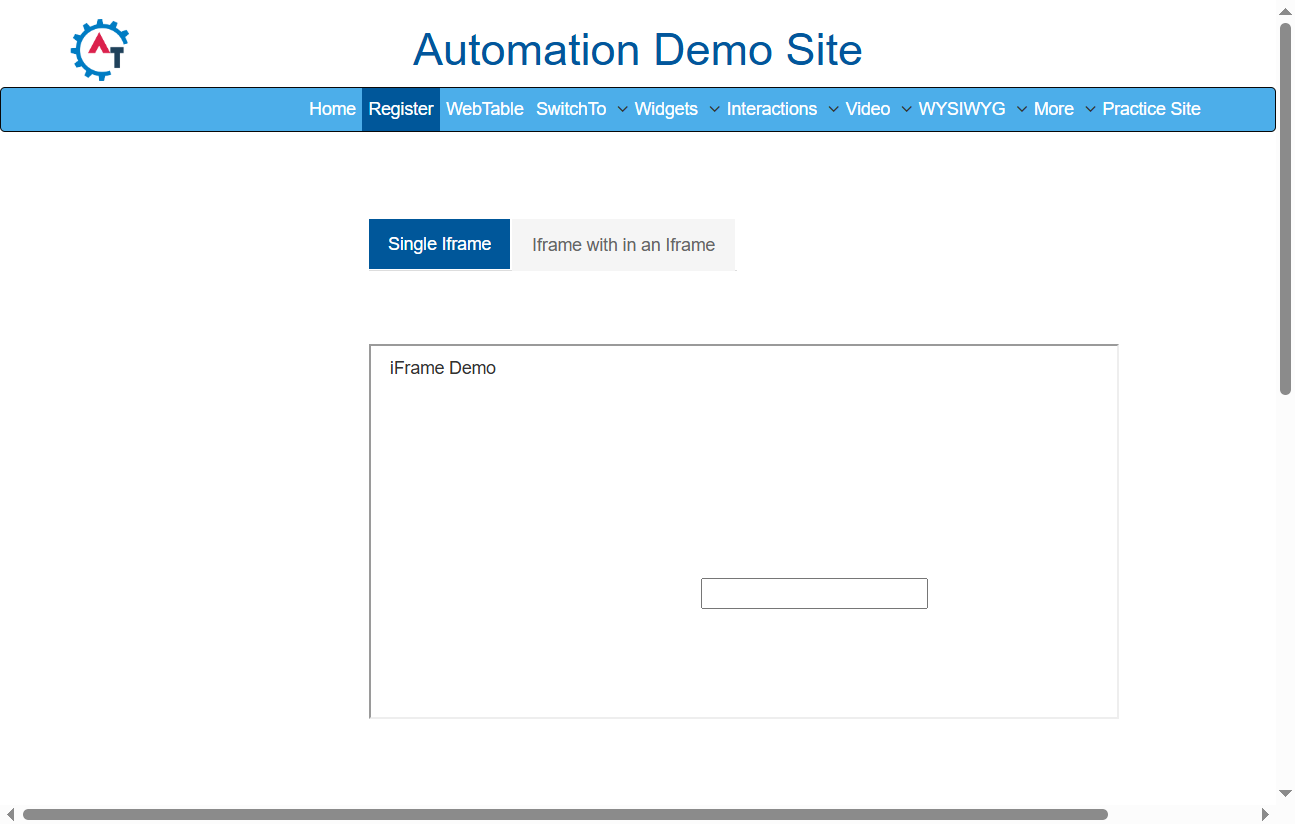 AT
Automation Demo Site
Home Register WebTable SwitchTo Widgets Interactions Video WYSIWYG More Practice Site
Single Iframe Iframe with in an Iframe
iFrame Demo